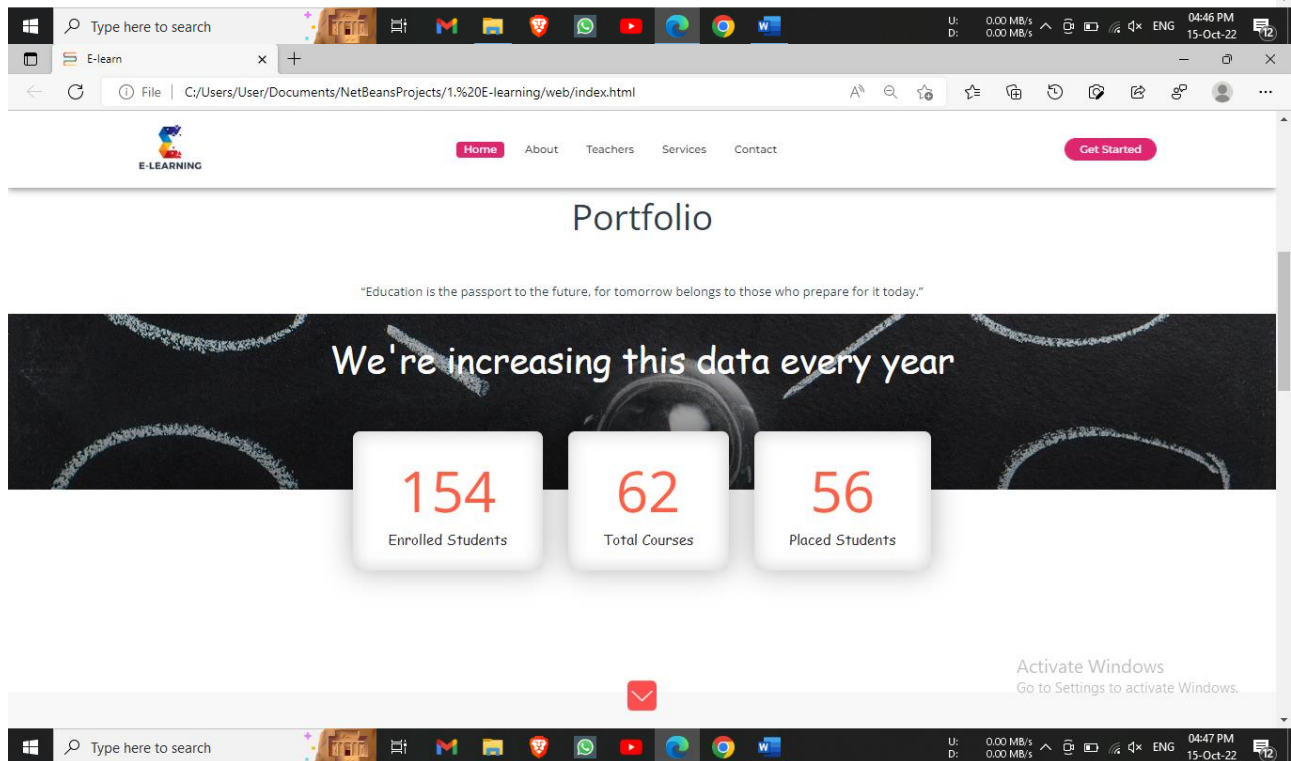 Type here to search
U: 0.00 MB/s
D: 0.00 MB/s
ENG
04:46 PM
15-Oct-22
12
E-learn
File | C:/Users/User/Documents/NetBeansProjects/1.%20E-learning/web/index.html
E-LEARNING
Home About Teachers Services Contact
Get Started
Portfolio
“Education is the passport to the future, for tomorrow belongs to those who prepare for it today.”
We're increasing this data every year
154
Enrolled Students
62
Total Courses
56
Placed Students
Activate Windows
Go to Settings to activate Windows.
Type here to search
U: 0.00 MB/s
D: 0.00 MB/s
ENG
04:47 PM
15-Oct-22
12